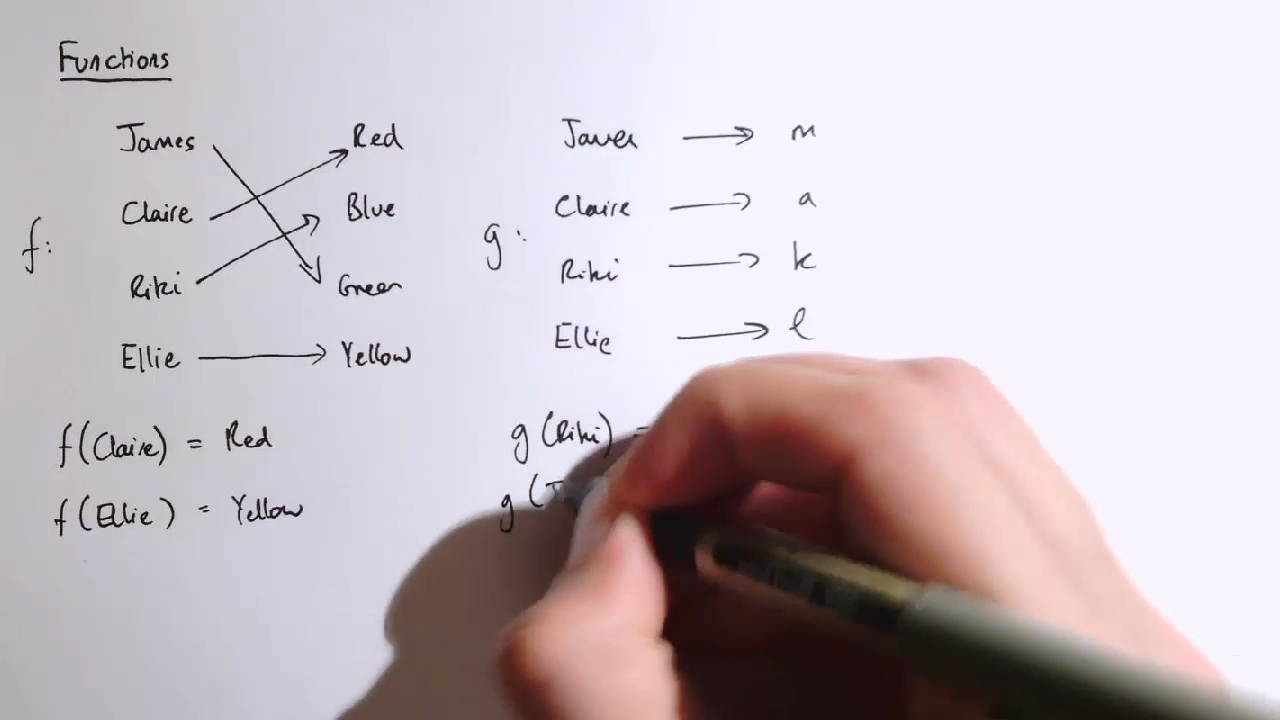 Functions
f:
James Red
Claire Blue
Riki Green
Ellie Yellow
f(Claire) = Red
f(Ellie) = Yellow
g:
James m
Claire a
Riki k
Ellie l
g(Riki) =
g(J